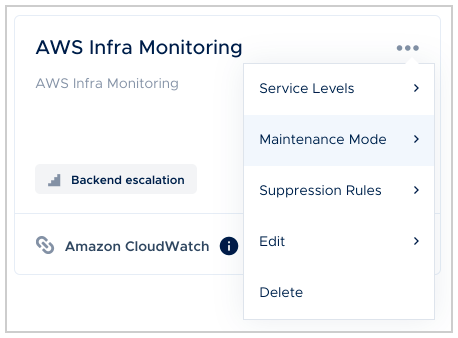 AWS Infra Monitoring
AWS Infra Monitoring
Service Levels
Maintenance Mode
Suppression Rules
Edit
Delete
Backend escalation
Amazon CloudWatch